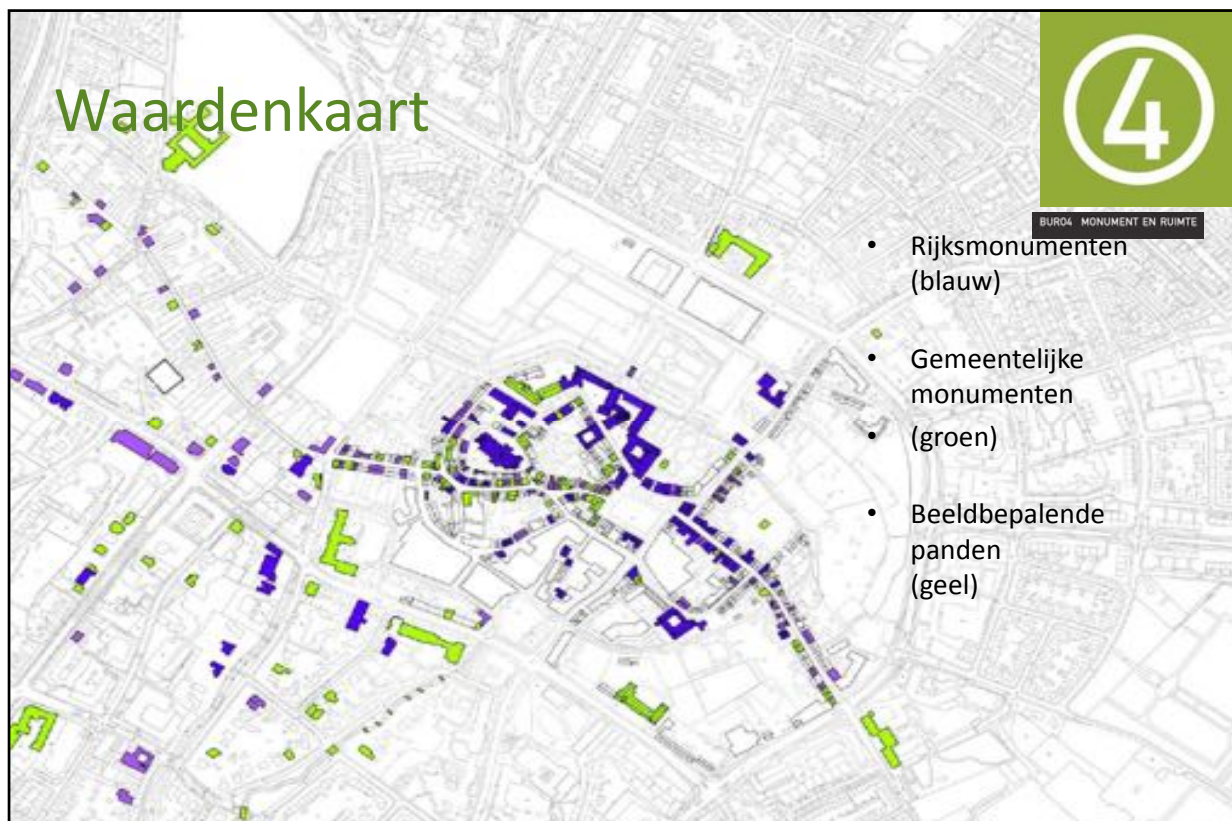 Waardenkaart
4
BURO4 MONUMENT EN RUIMTE
• Rijksmonumenten
(blauw)
• Gemeentelijke
monumenten
• (groen)
• Beeldbepalende
panden
(geel)